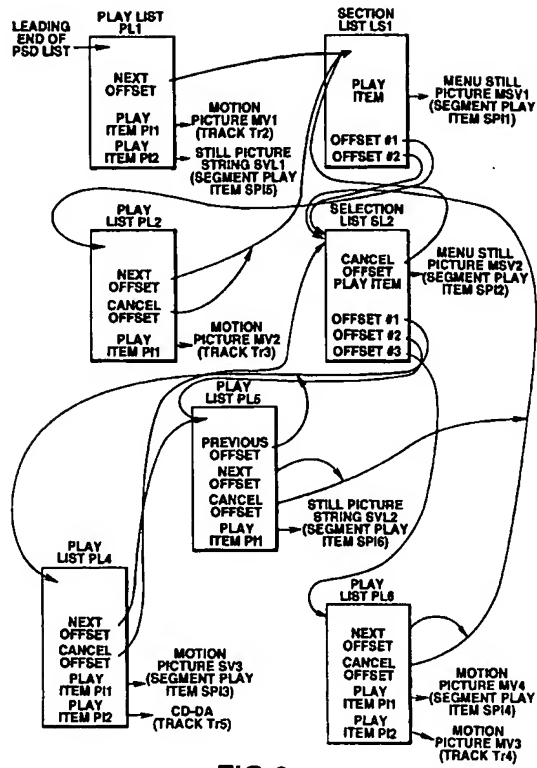 LEADING
END OF
PSD LIST
PLAY LIST
PL1
NEXT
OFFSET
PLAY
ITEM PI1
PLAY
ITEM PI2
MOTION
PICTURE MV1
(TRACK Tr2)
STILL PICTURE
STRING SVL1
(SEGMENT PLAY
ITEM SPI5)
SECTION
LIST LS1
PLAY
ITEM
OFFSET #1
OFFSET #2
MENU STILL
PICTURE MSV1
(SEGMENT PLAY
ITEM SPI1)
PLAY
LIST PL2
NEXT
OFFSET
CANCEL
OFFSET
PLAY
ITEM PI1
MOTION
PICTURE MV2
(TRACK Tr3)
SELECTION
LIST SL2
CANCEL
OFFSET
PLAY ITEM
OFFSET #1
OFFSET #2
OFFSET #3
MENU STILL
PICTURE MSV2
(SEGMENT PLAY
ITEM SPI2)
PLAY
LIST PL5
PREVIOUS
OFFSET
NEXT
OFFSET
CANCEL
OFFSET
PLAY
ITEM PI1
STILL PICTURE
STRING SVL2
(SEGMENT PLAY
ITEM SPI6)
PLAY
LIST PL4
NEXT
OFFSET
CANCEL
OFFSET
PLAY
ITEM PI1
PLAY
ITEM PI2
MOTION
PICTURE SV3
(SEGMENT PLAY
ITEM SPI3)
CD-DA
(TRACK Tr5)
PLAY
LIST PL6
NEXT
OFFSET
CANCEL
OFFSET
PLAY
ITEM PI1
PLAY
ITEM PI2
MOTION
PICTURE MV4
(SEGMENT PLAY
ITEM SPI4)
MOTION
PICTURE MV3
(TRACK Tr4)